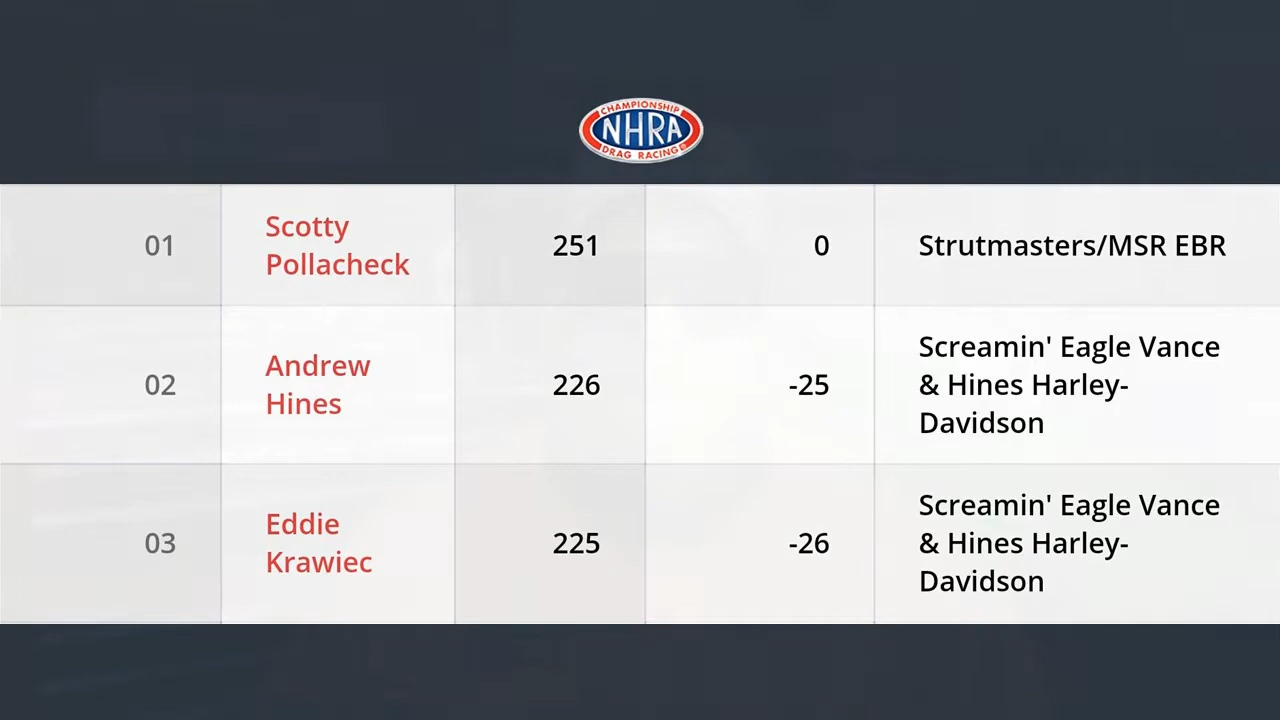 CHAMPIONSHIP
NHRA
DRAG RACING
01
Scotty
Pollacheck
251
0
Strutmasters/MSR EBR
02
Andrew
Hines
226
-25
Screamin' Eagle Vance
& Hines Harley-
Davidson
03
Eddie
Krawiec
225
-26
Screamin' Eagle Vance
& Hines Harley-
Davidson